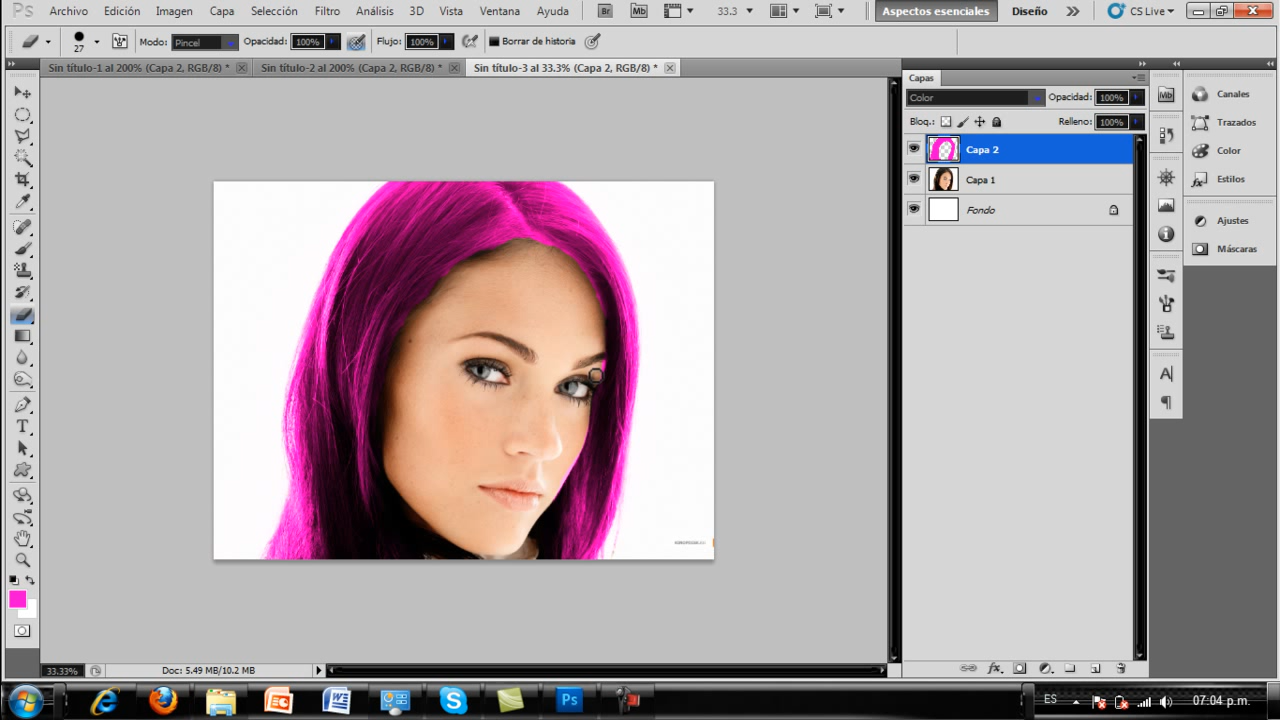 Ps Archivo Edición Imagen Capa Selección Filtro Análisis 3D Vista Ventana Ayuda Br Mb 33.3 Aspectos esenciales Diseño CS Live
27 Modo: Pincel Opacidad: 100% Flujo: 100% Borrar de historia
Sin título-1 al 200% (Capa 2, RGB/8) * Sin título-2 al 200% (Capa 2, RGB/8) * Sin título-3 al 33.3% (Capa 2, RGB/8) *
Capas
Color Opacidad: 100%
Bloq.: Relleno: 100%
Capa 2
Capa 1
Fondo
Mb Canales
Trazados
Color
Estilos
Ajustes
Máscaras
33.33% Doc: 5.49 MB/10.2 MB
ES 07:04 p.m.